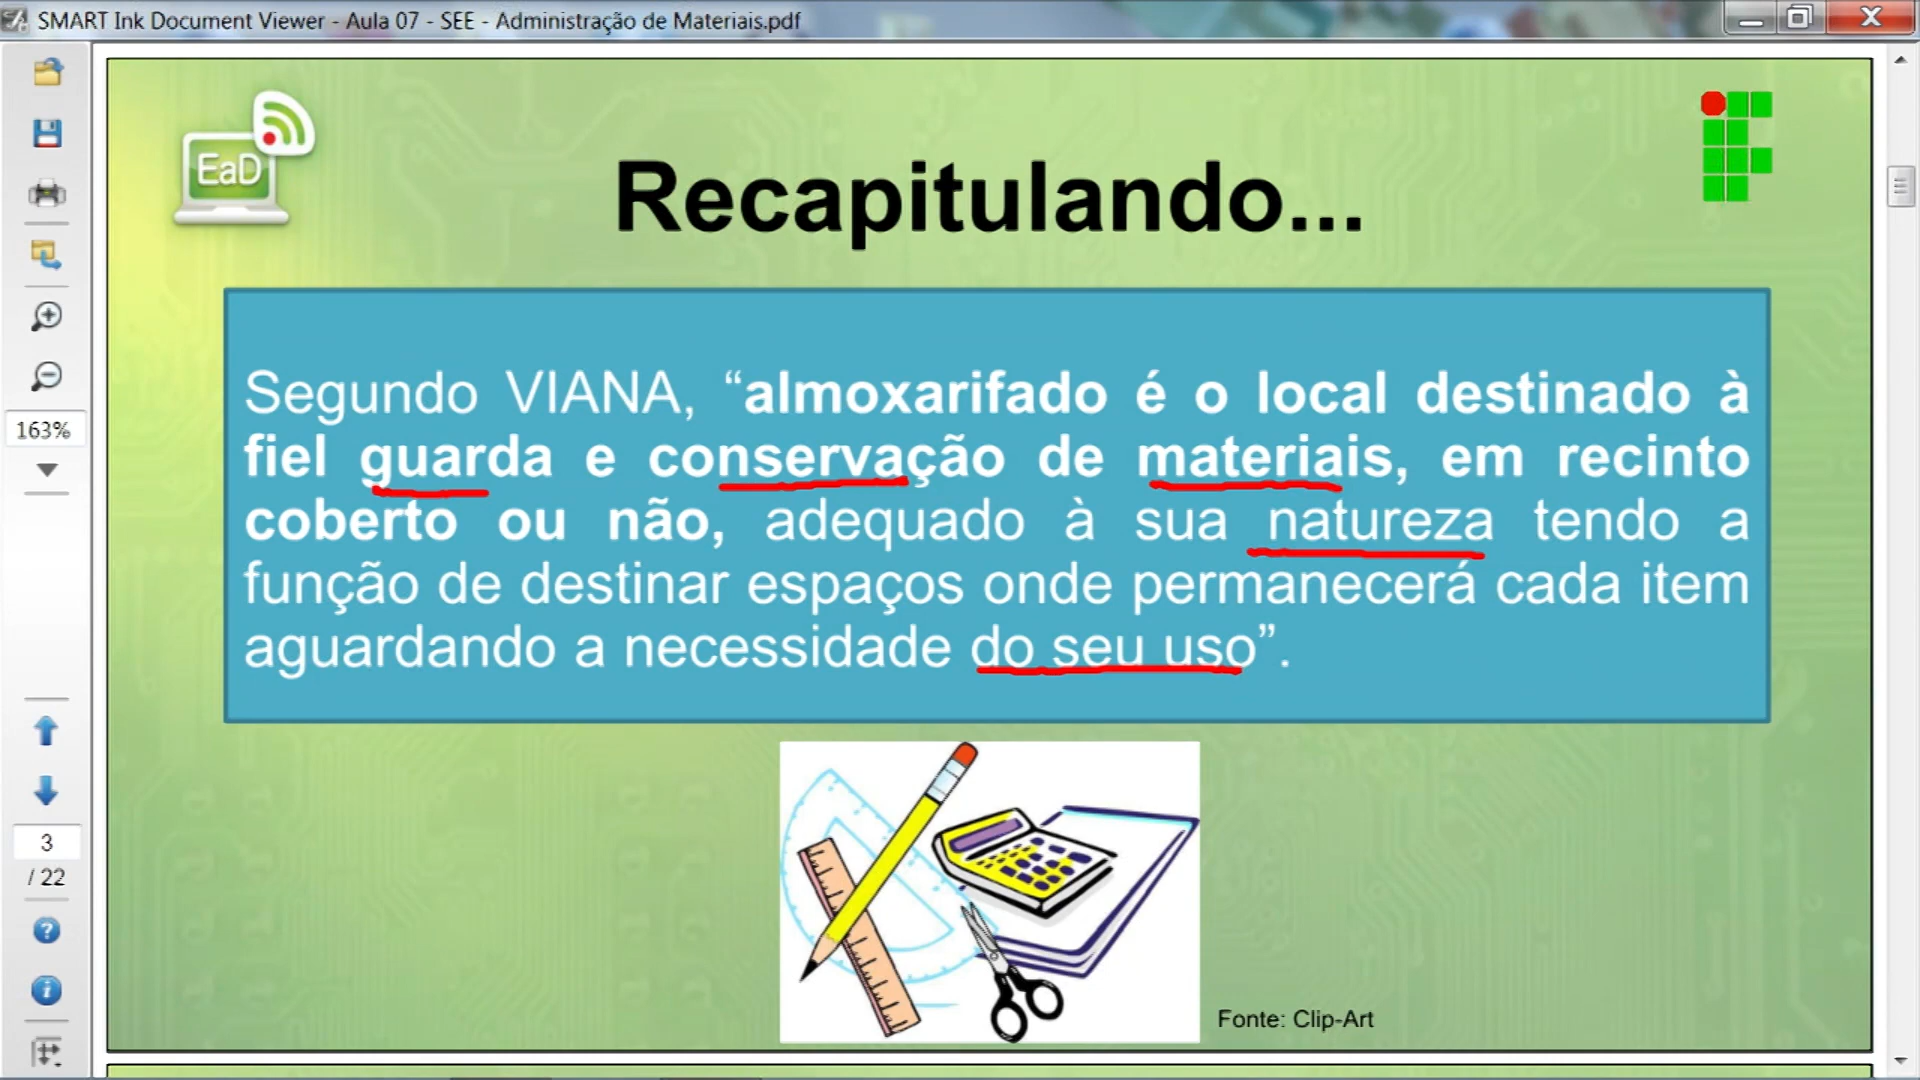 SMART Ink Document Viewer - Aula 07 - SEE - Administração de Materiais.pdf
EaD
Recapitulando...
Segundo VIANA, “almoxarifado é o local destinado à
fiel guarda e conservação de materiais, em recinto
coberto ou não, adequado à sua natureza tendo a
função de destinar espaços onde permanecerá cada item
aguardando a necessidade do seu uso”.
163%
3
/ 22
Fonte: Clip-Art